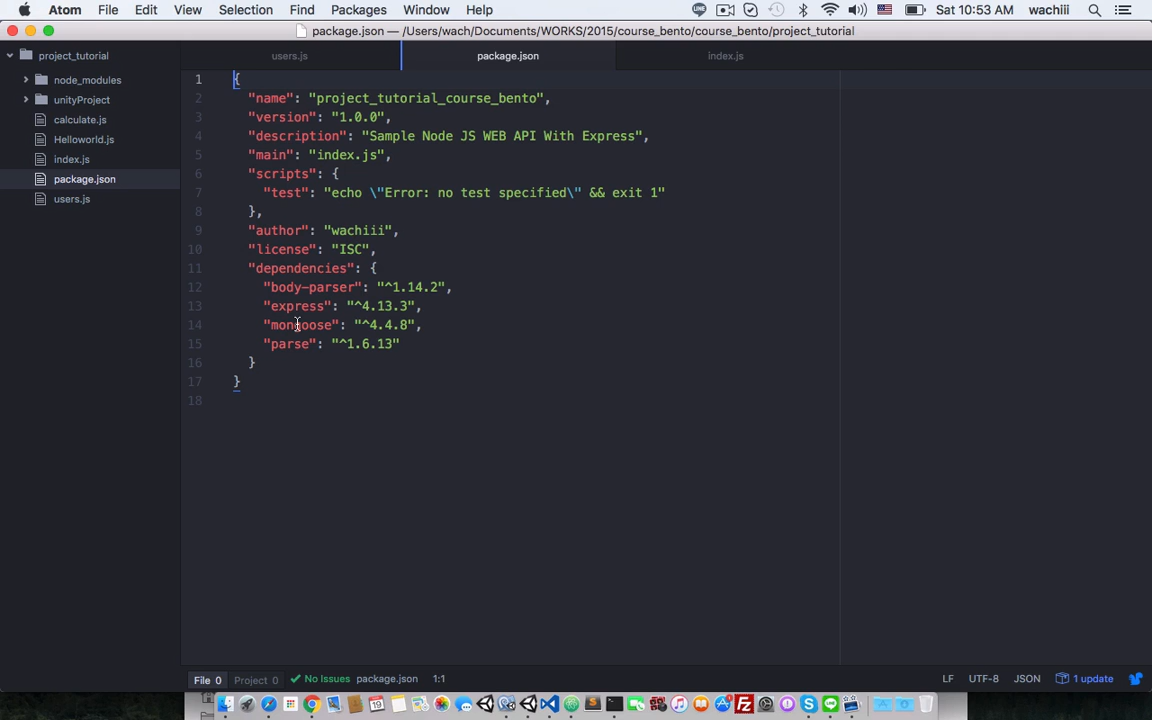 Atom File Edit View Selection Find Packages Window Help Sat 10:53 AM wachiii
package.json — /Users/wach/Documents/WORKS/2015/course_bento/course_bento/project_tutorial
project_tutorial
node_modules
unityProject
calculate.js
Helloworld.js
index.js
package.json
users.js
users.js package.json index.js
1 {
2 "name": "project_tutorial_course_bento",
3 "version": "1.0.0",
4 "description": "Sample Node JS WEB API With Express",
5 "main": "index.js",
6 "scripts": {
7 "test": "echo \"Error: no test specified\" && exit 1"
8 },
9 "author": "wachiii",
10 "license": "ISC",
11 "dependencies": {
12 "body-parser": "^1.14.2",
13 "express": "^4.13.3",
14 "mongoose": "^4.4.8",
15 "parse": "^1.6.13"
16 }
17 }
18
File 0 Project 0 No Issues package.json 1:1 LF UTF-8 JSON 1 update